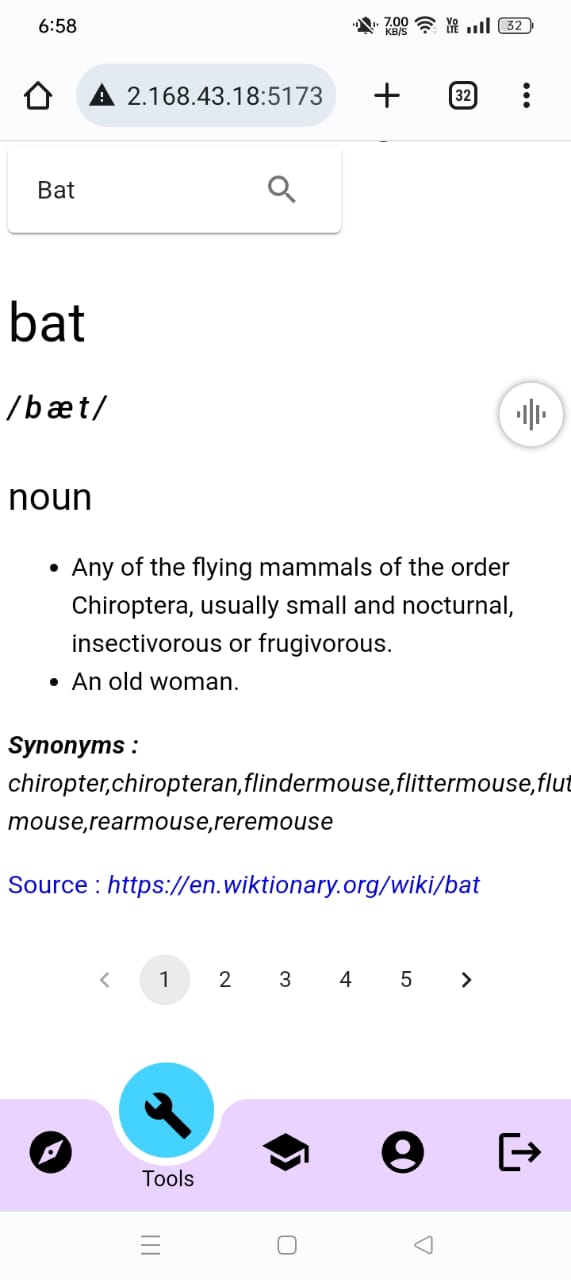 6:58
7.00
KB/S
Vo
LTE
32
2.168.43.18:5173
32
Bat
bat
/bæt/
noun
• Any of the flying mammals of the order
Chiroptera, usually small and nocturnal,
insectivorous or frugivorous.
• An old woman.
Synonyms :
chiropter,chiropteran,flindermouse,flittermouse,flut
mouse,rearmouse,reremouse
Source : https://en.wiktionary.org/wiki/bat
1 2 3 4 5
Tools